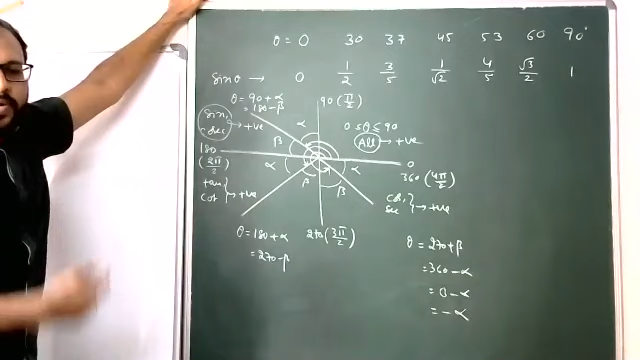 θ = 0 30 37 45 53 60 90°
sinθ → 0 1/2 3/5 1/√2 4/5 √3/2 1
θ = 90 + α
= 180 - β
90 (π/2)
sin, cosec → +ve
α
β
0 ≤ θ ≤ 90
All → +ve
180 (2π/2)
0
360 (4π/2)
α
α
β
β
tan, cot } → +ve
cos, sec } → +ve
270 (3π/2)
θ = 180 + α
= 270 - β
θ = 270 + β
= 360 - α
= 0 - α
= - α